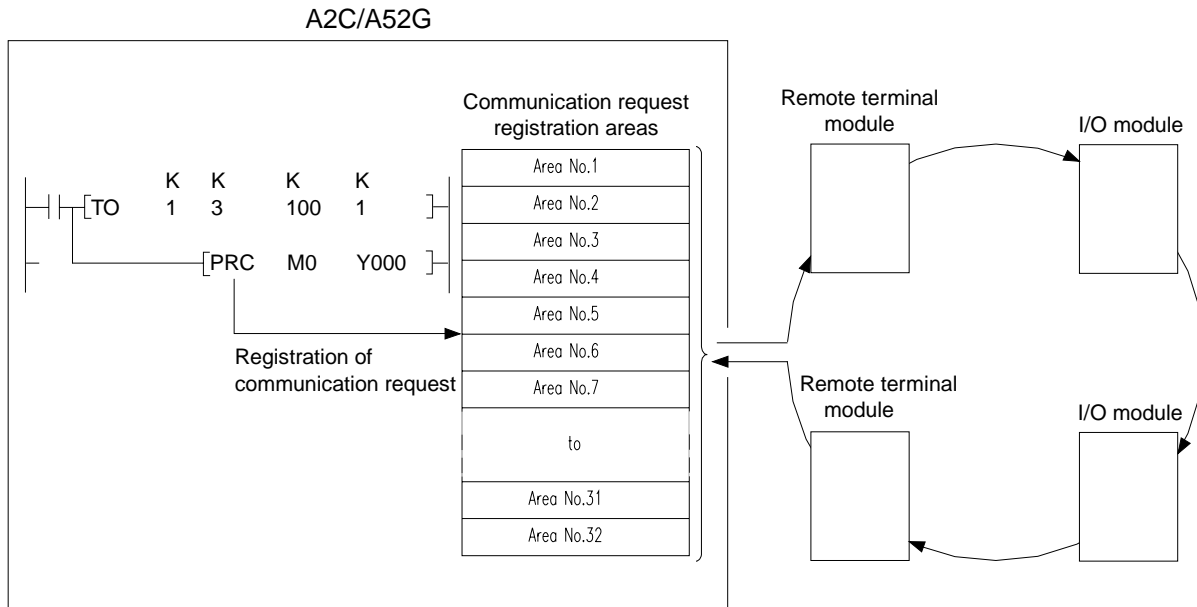 A2C/A52G
Communication request
registration areas
K K K K
TO 1 3 100 1
PRC M0 Y000
Registration of
communication request
Area No.1
Area No.2
Area No.3
Area No.4
Area No.5
Area No.6
Area No.7
to
Area No.31
Area No.32
Remote terminal
module
I/O module
Remote terminal
module
I/O module